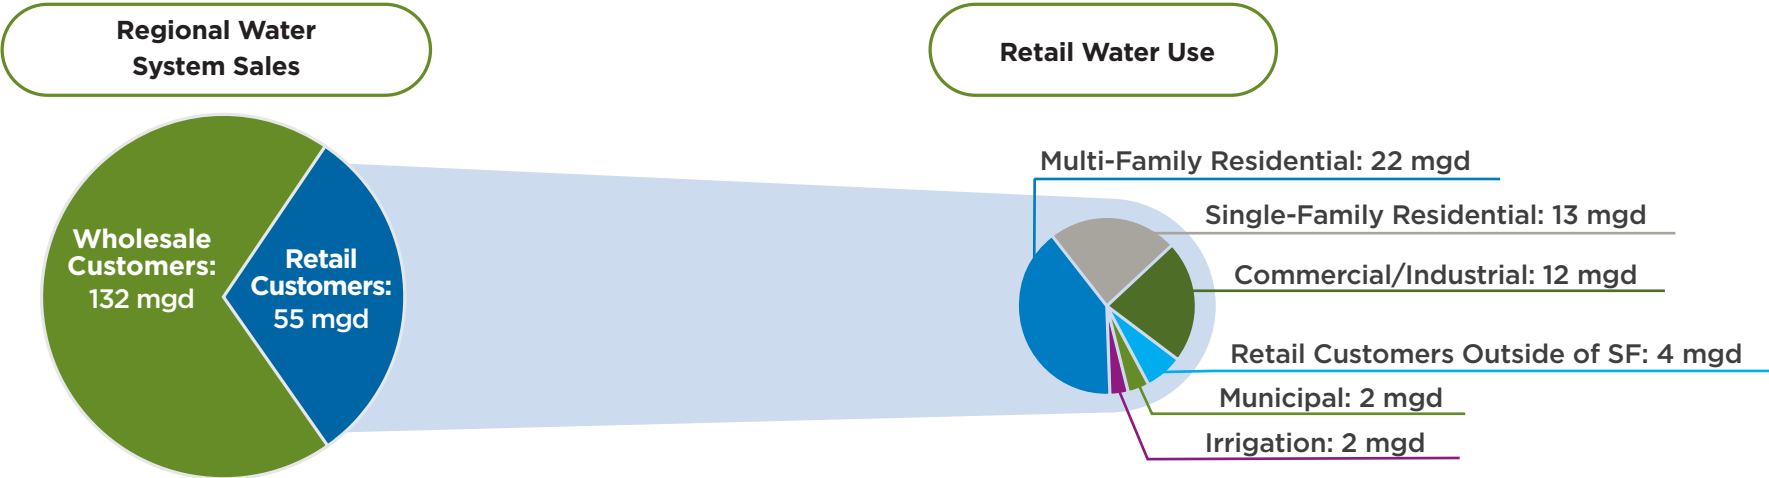 Regional Water
System Sales
Retail Water Use
Wholesale
Customers:
132 mgd
Retail
Customers:
55 mgd
Multi-Family Residential: 22 mgd
Single-Family Residential: 13 mgd
Commercial/Industrial: 12 mgd
Retail Customers Outside of SF: 4 mgd
Municipal: 2 mgd
Irrigation: 2 mgd